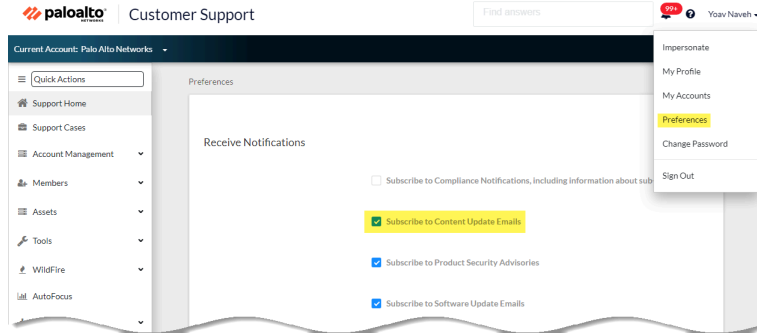 paloalto
NETWORKS
Customer Support
Find answers
99+
Yoav Naveh
Current Account: Palo Alto Networks
Quick Actions
Support Home
Support Cases
Account Management
Members
Assets
Tools
WildFire
AutoFocus
Preferences
Receive Notifications
Subscribe to Compliance Notifications, including information about sub
Subscribe to Content Update Emails
Subscribe to Product Security Advisories
Subscribe to Software Update Emails
Impersonate
My Profile
My Accounts
Preferences
Change Password
Sign Out